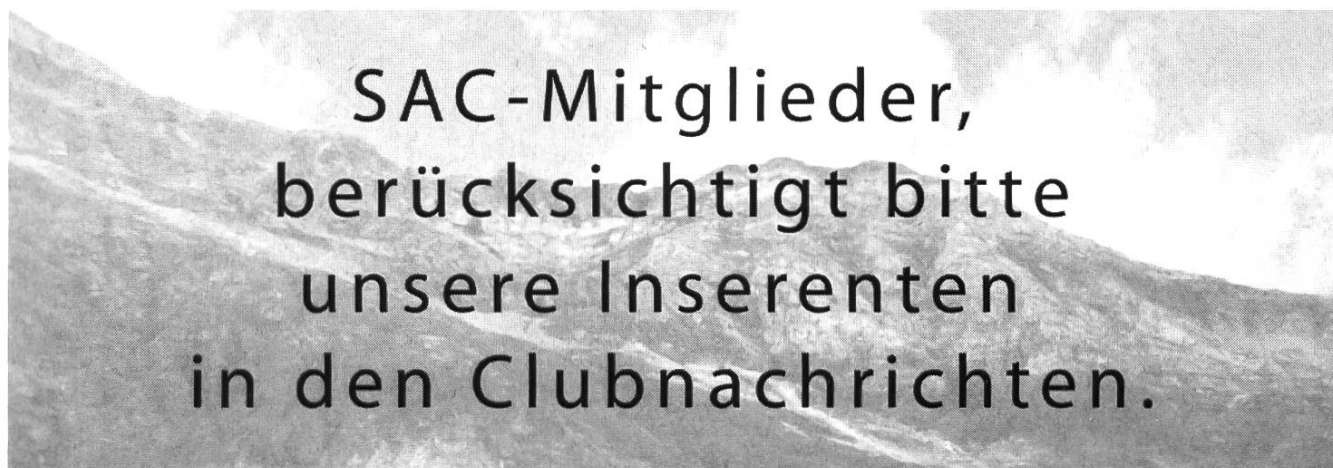 SAC-Mitglieder,
berücksichtigt bitte
unsere Inserenten
in den Clubnachrichten.